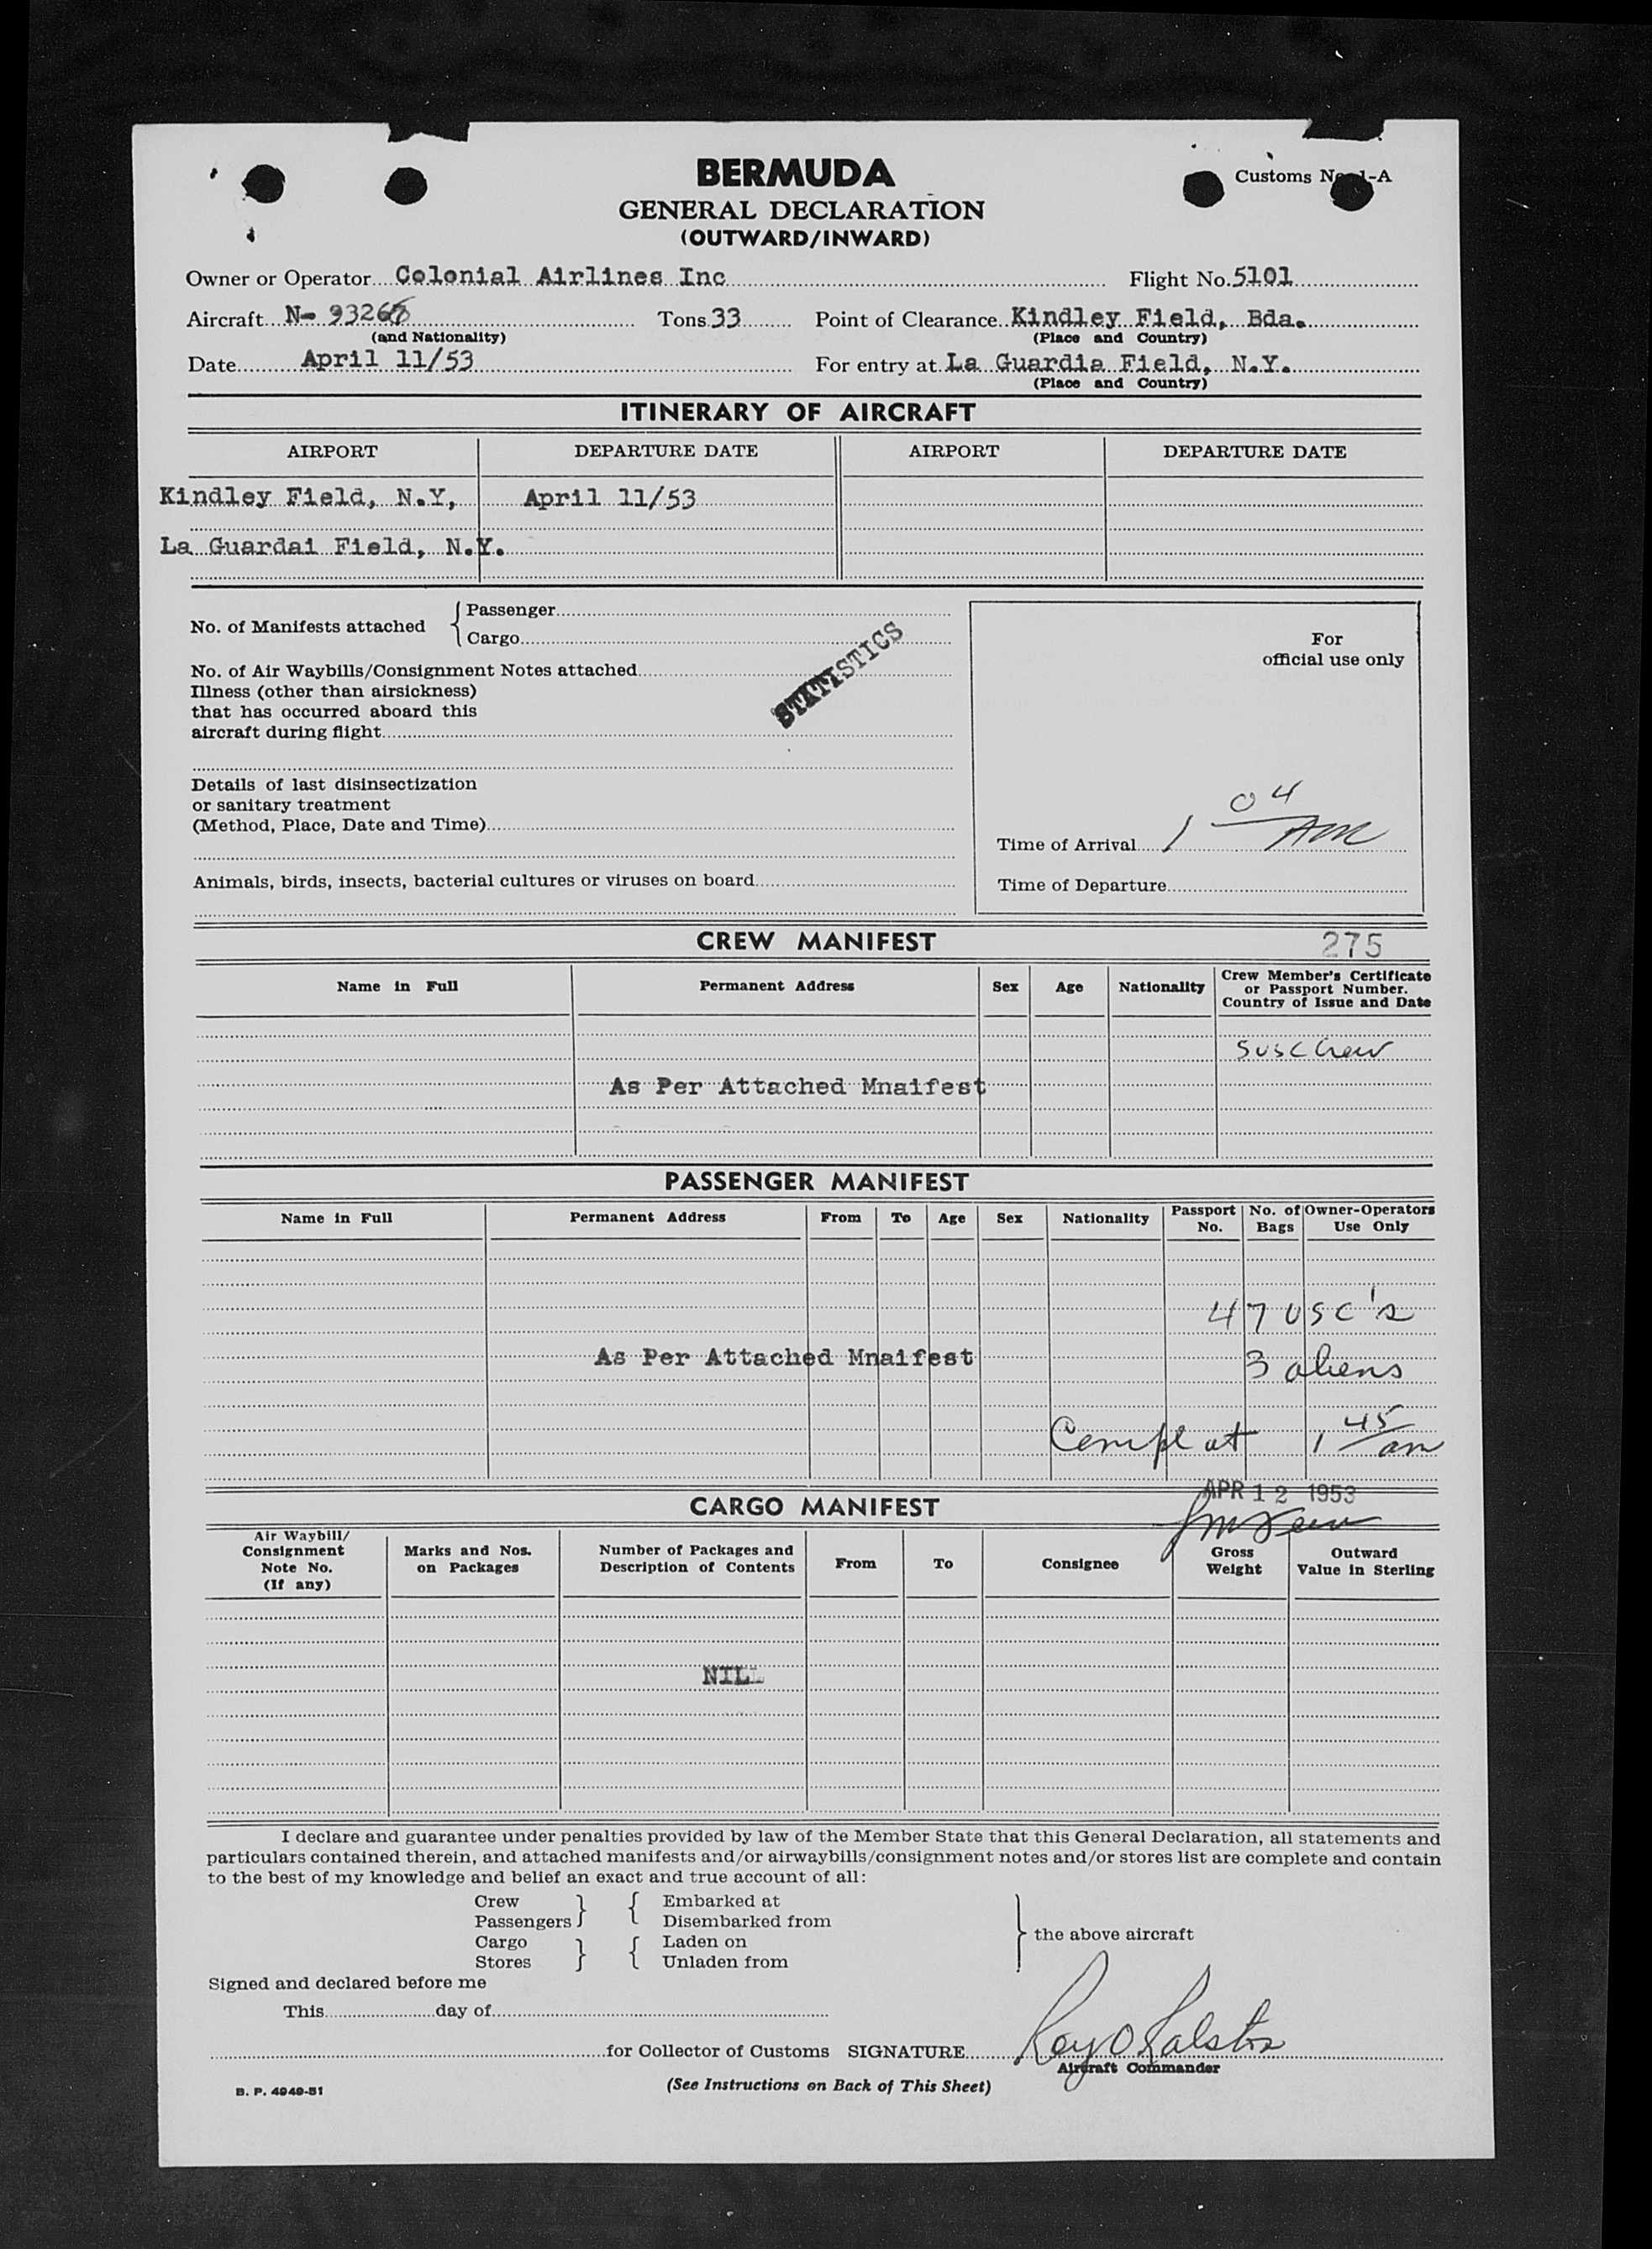 BERMUDA
Customs No. 1-A
GENERAL DECLARATION
(OUTWARD/INWARD)
Owner or Operator Colonial Airlines Inc Flight No. 5101
Aircraft N- 9326 Tons 33 Point of Clearance Kindley Field, Bda.
(and Nationality) (Place and Country)
Date April 11/53 For entry at La Guardia Field, N.Y.
(Place and Country)
ITINERARY OF AIRCRAFT
AIRPORT DEPARTURE DATE AIRPORT DEPARTURE DATE
Kindley Field, N.Y, April 11/53
La Guardai Field, N.Y.
No. of Manifests attached { Passenger
Cargo
No. of Air Waybills/Consignment Notes attached
Illness (other than airsickness)
that has occurred aboard this
aircraft during flight
STATISTICS
Details of last disinsectization
or sanitary treatment
(Method, Place, Date and Time)
Animals, birds, insects, bacterial cultures or viruses on board
For
official use only
Time of Arrival 1 04 AM
Time of Departure
CREW MANIFEST
275
Name in Full Permanent Address Sex Age Nationality Crew Member's Certificate or Passport Number. Country of Issue and Date
5 USC Crew
As Per Attached Mnaifest
PASSENGER MANIFEST
Name in Full Permanent Address From To Age Sex Nationality Passport No. No. of Bags Owner-Operators Use Only
47 USC's
As Per Attached Mnaifest
3 aliens
Compl at 1 45 am
APR 12 1953
CARGO MANIFEST
Air Waybill/ Consignment Note No. (If any) Marks and Nos. on Packages Number of Packages and Description of Contents From To Consignee Gross Weight Outward Value in Sterling
NIL
I declare and guarantee under penalties provided by law of the Member State that this General Declaration, all statements and
particulars contained therein, and attached manifests and/or airwaybills/consignment notes and/or stores list are complete and contain
to the best of my knowledge and belief an exact and true account of all:
Crew } { Embarked at
Passengers Disembarked from
Cargo } { Laden on
Stores Unladen from
} the above aircraft
Signed and declared before me
This day of
for Collector of Customs SIGNATURE Roy O Ralston
Aircraft Commander
B. P. 4949-51
(See Instructions on Back of This Sheet)